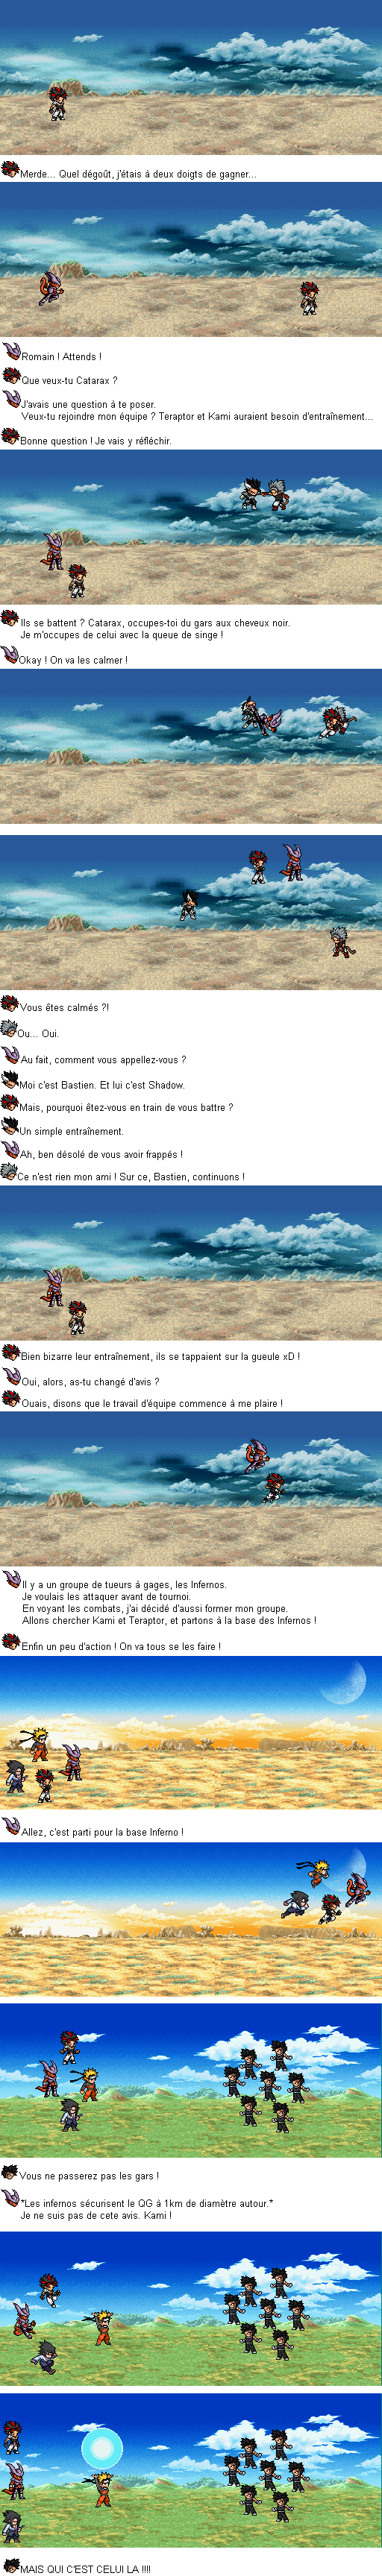 Merde... Quel dégoût, j'étais à deux doigts de gagner...
Romain ! Attends !
Que veux-tu Catarax ?
J'avais une question à te poser.
Veux-tu rejoindre mon équipe ? Teraptor et Kami auraient besoin d'entraînement...
Bonne question ! Je vais y réfléchir.
Ils se battent ? Catarax, occupes-toi du gars aux cheveux noir.
Je m'occupes de celui avec la queue de singe !
Okay ! On va les calmer !
Vous êtes calmés ?!
Ou... Oui.
Au fait, comment vous appellez-vous ?
Moi c'est Bastien. Et lui c'est Shadow.
Mais, pourquoi êtez-vous en train de vous battre ?
Un simple entraînement.
Ah, ben désolé de vous avoir frappés !
Ce n'est rien mon ami ! Sur ce, Bastien, continuons !
Bien bizarre leur entraînement, ils se tappaient sur la gueule xD !
Oui, alors, as-tu changé d'avis ?
Ouais, disons que le travail d'équipe commence à me plaire !
Il y a un groupe de tueurs à gages, les Infernos.
Je voulais les attaquer avant de tournoi.
En voyant les combats, j'ai décidé d'aussi former mon groupe.
Allons chercher Kami et Teraptor, et partons à la base des Infernos !
Enfin un peu d'action ! On va tous se les faire !
Allez, c'est parti pour la base Inferno !
Vous ne passerez pas les gars !
*Les infernos sécurisent le QG à 1km de diamètre autour.*
Je ne suis pas de cete avis. Kami !
MAIS QUI C'EST CELUI LA !!!!